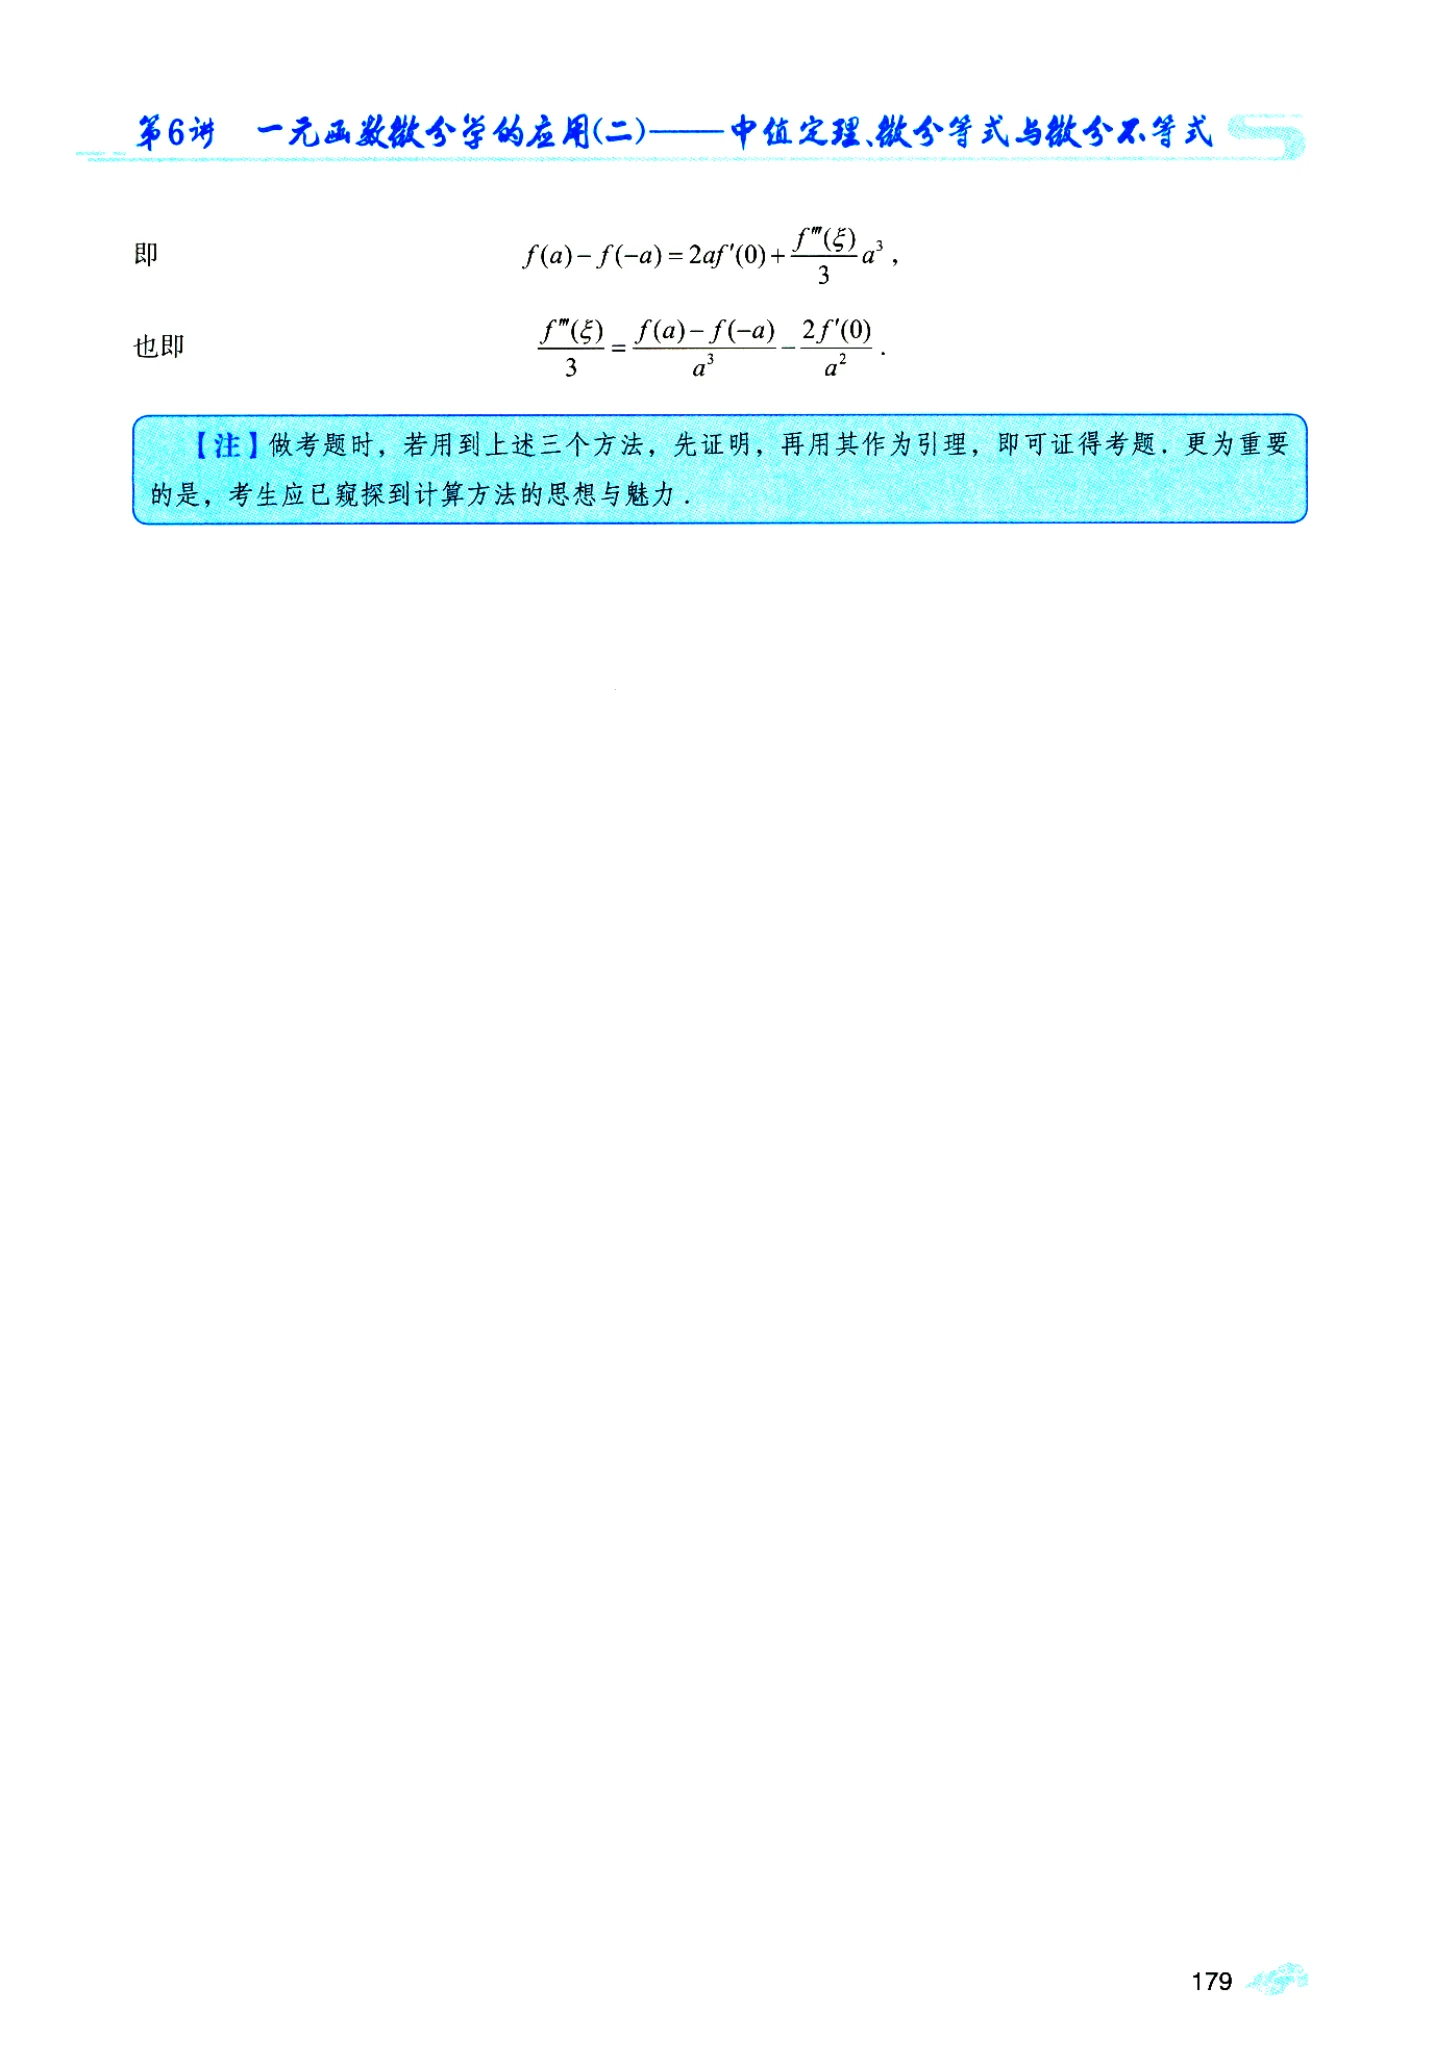 第6讲 一元函数微分学的应用(二)——中值定理、微分等式与微分不等式
即 f(a)-f(-a)=2af'(0)+\frac{f'''(ξ)}{3}a³,
也即 \frac{f'''(ξ)}{3}=\frac{f(a)-f(-a)}{a³}-\frac{2f'(0)}{a²}.
【注】做考题时，若用到上述三个方法，先证明，再用其作为引理，即可证得考题．更为重要
的是，考生应已窥探到计算方法的思想与魅力．
179